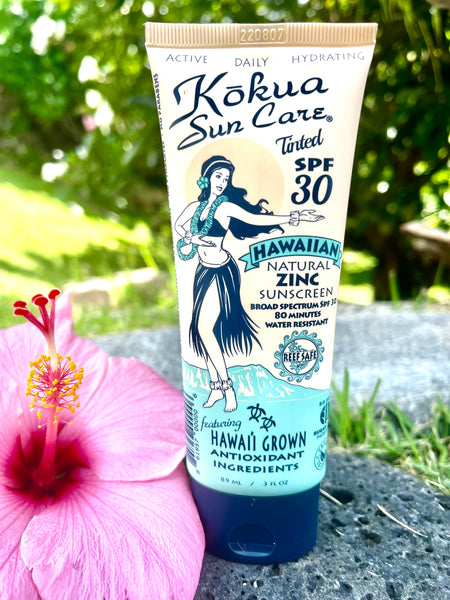 220807
ACTIVE DAILY HYDRATING
Kōkua
Sun Care®
Tinted
SPF
30
HAWAIIAN
NATURAL
ZINC
SUNSCREEN
BROAD SPECTRUM SPF 30
80 MINUTES
WATER RESISTANT
REEF SAFE
featuring
HAWAI'I GROWN
ANTIOXIDANT
INGREDIENTS
89 ML / 3 FL OZ